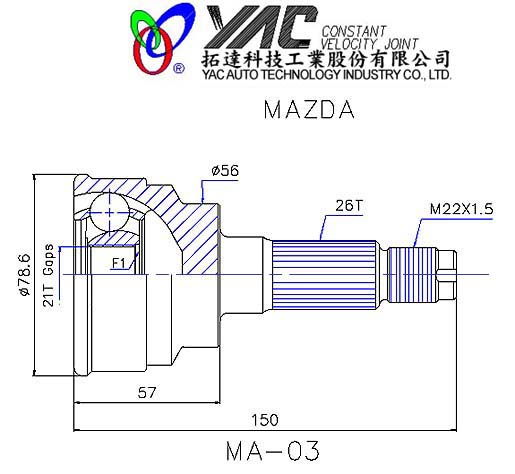 YAC CONSTANT
VELOCITY JOINT
®
拓達科技工業股份有限公司
YAC AUTO TECHNOLOGY INDUSTRY CO., LTD.
MAZDA
ø56
26T
M22X1.5
F1
21T Gaps
ø78.6
57
150
MA-03